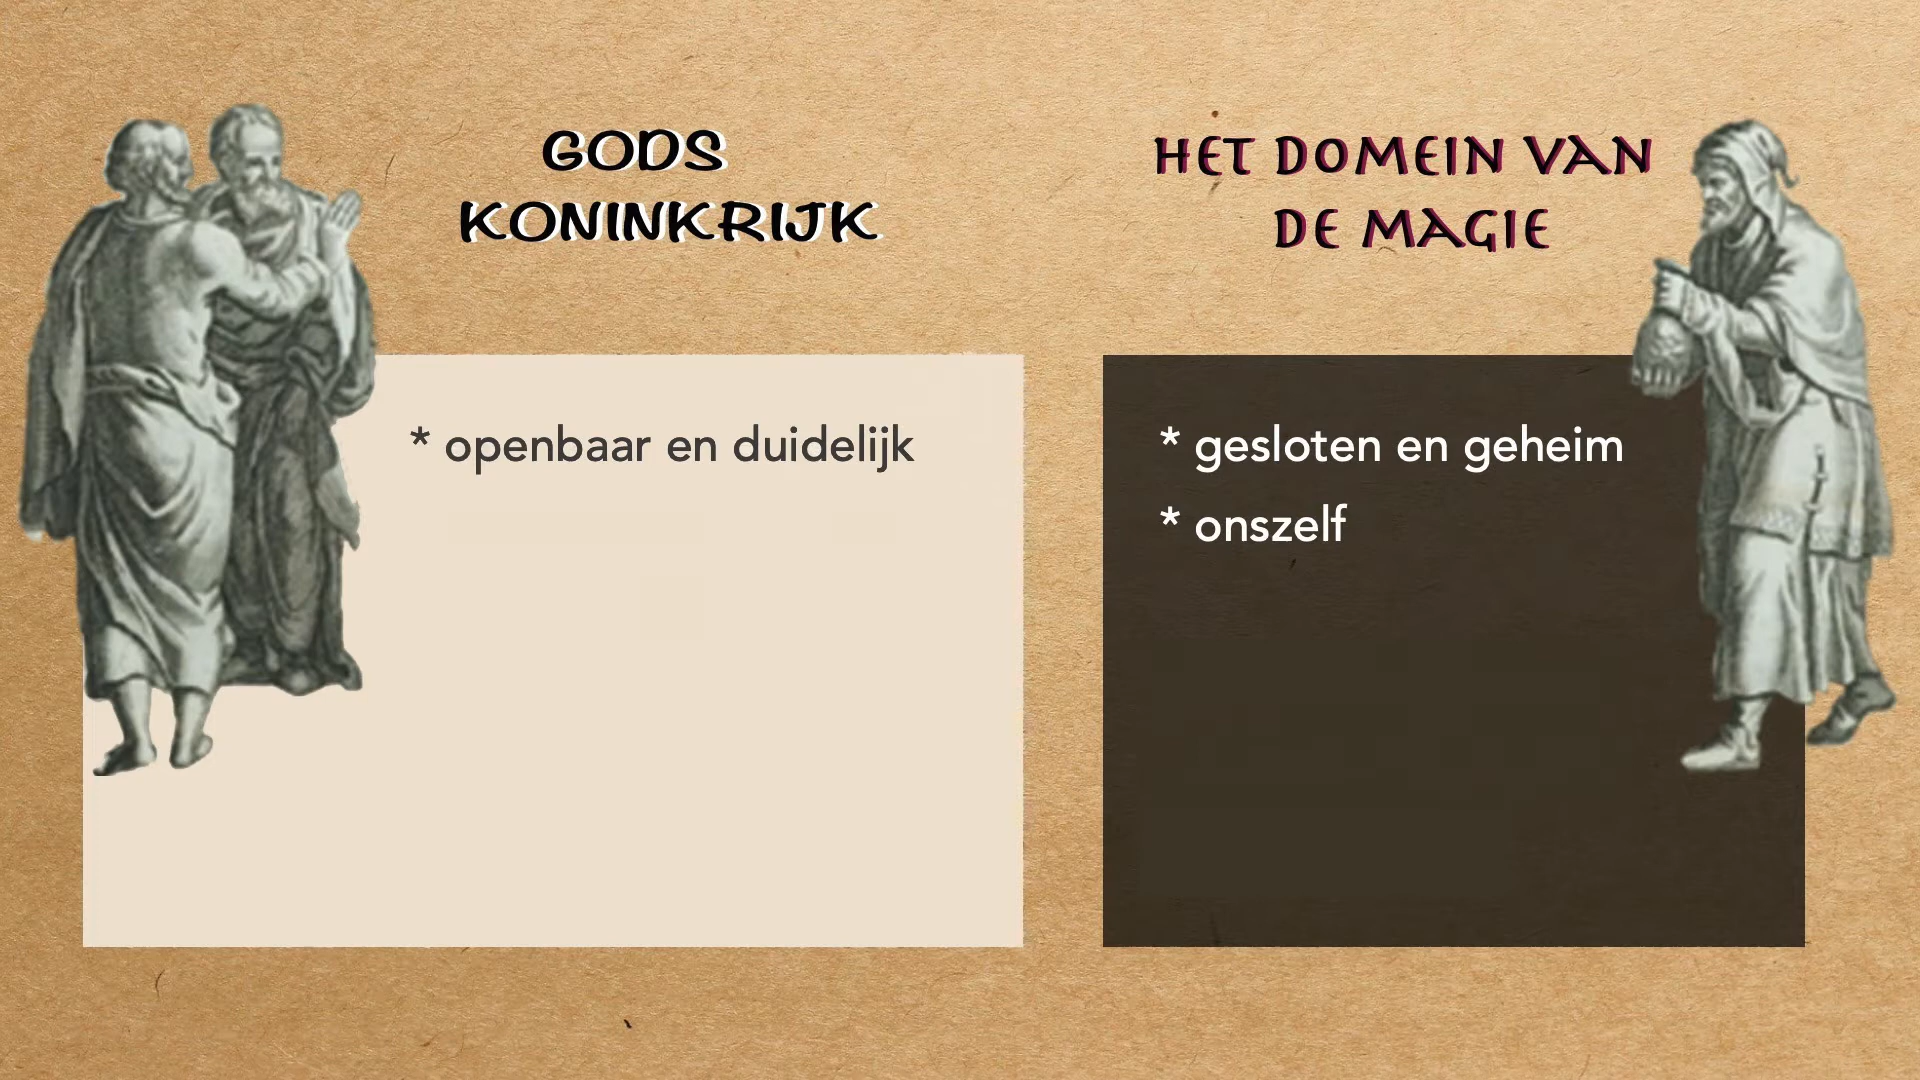 GODS
KONINKRIJK
* openbaar en duidelijk
HET DOMEIN VAN
DE MAGIE
* gesloten en geheim
* onszelf